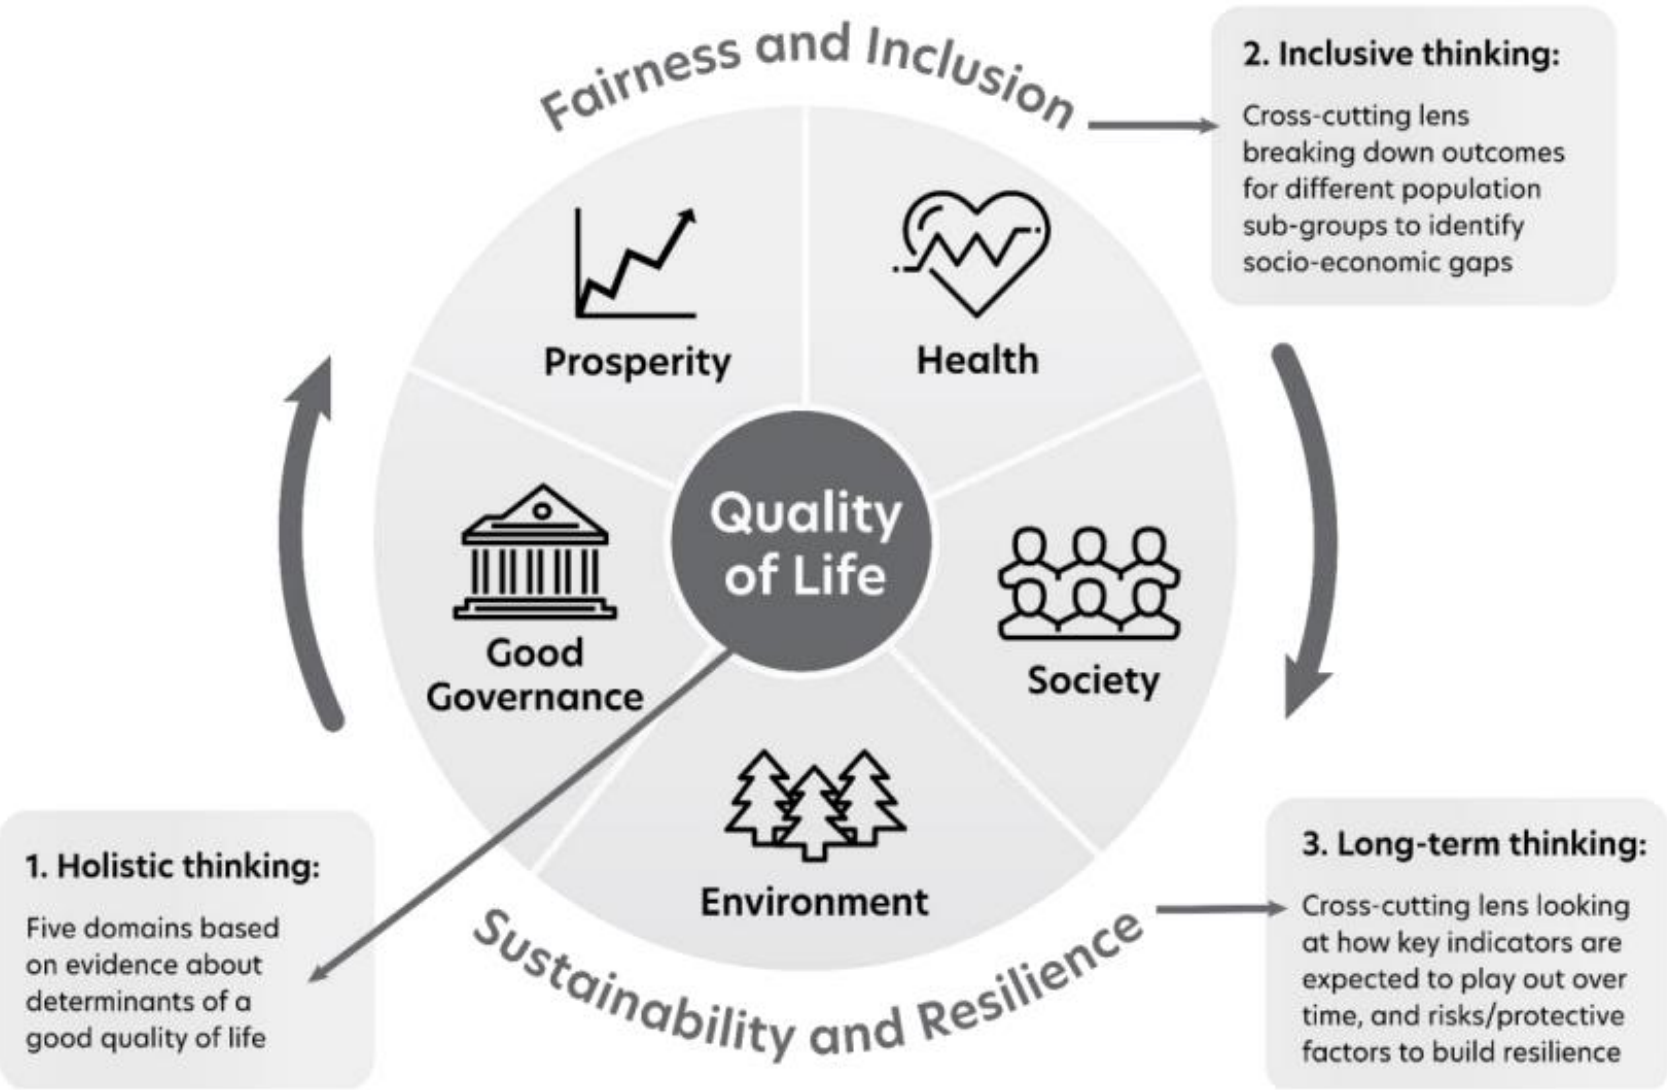 Fairness and Inclusion
2. Inclusive thinking:
Cross-cutting lens
breaking down outcomes
for different population
sub-groups to identify
socio-economic gaps
Prosperity
Health
Quality
of Life
Good
Governance
Society
Environment
1. Holistic thinking:
Five domains based
on evidence about
determinants of a
good quality of life
3. Long-term thinking:
Cross-cutting lens looking
at how key indicators are
expected to play out over
time, and risks/protective
factors to build resilience
Sustainability and Resilience